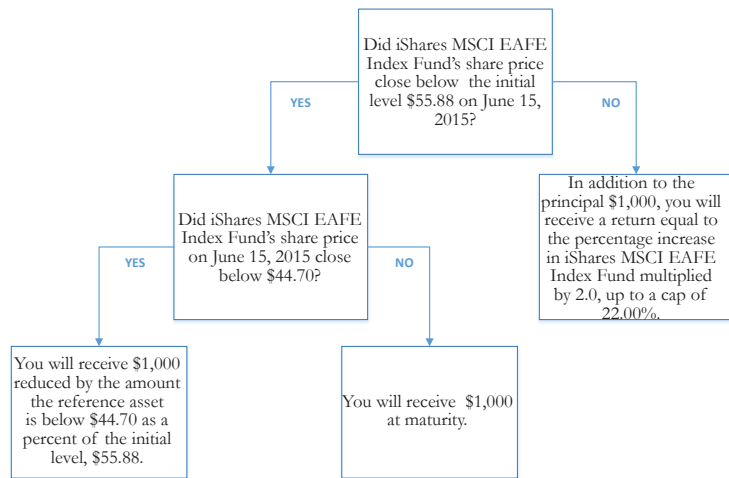 Did iShares MSCI EAFE
Index Fund's share price
close below the initial
level $55.88 on June 15,
2015?
YES
NO
Did iShares MSCI EAFE
Index Fund's share price
on June 15, 2015 close
below $44.70?
In addition to the
principal $1,000, you will
receive a return equal to
the percentage increase
in iShares MSCI EAFE
Index Fund multiplied
by 2.0, up to a cap of
22.00%.
YES
NO
You will receive $1,000
reduced by the amount
the reference asset
is below $44.70 as a
percent of the initial
level, $55.88.
You will receive $1,000
at maturity.